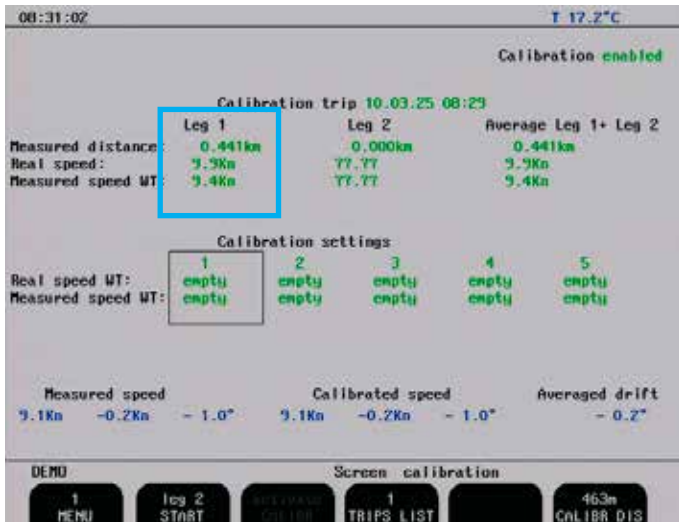 08:31:02 T 17.2°C
Calibration enabled
Calibration trip 10.03.25 08:29
Leg 1 Leg 2 Average Leg 1+ Leg 2
Measured distance: 0.441km 0.000km 0.441km
Real speed: 9.9Kn 77.77 9.9Kn
Measured speed WT: 9.4Kn 77.77 9.4Kn
Calibration settings
1 2 3 4 5
Real speed WT: empty empty empty empty empty
Measured speed WT: empty empty empty empty empty
Measured speed Calibrated speed Averaged drift
9.1Kn -0.2Kn - 1.0° 9.1Kn -0.2Kn - 1.0° - 0.2°
DEMO Screen calibration
1 leg 2 1 463m
MENU START TRIPS LIST CALIBR DIS